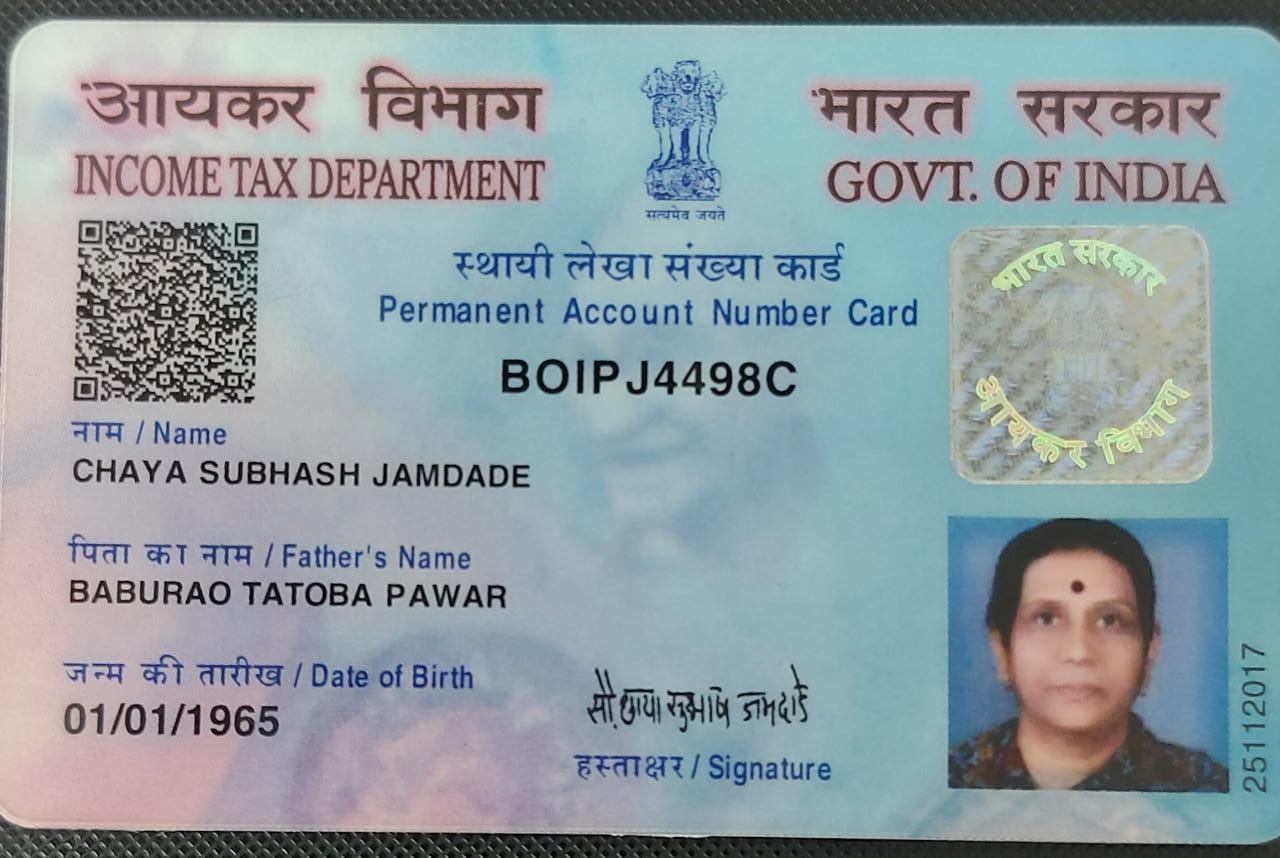 आयकर विभाग
INCOME TAX DEPARTMENT
सत्यमेव जयते
भारत सरकार
GOVT. OF INDIA
स्थायी लेखा संख्या कार्ड
Permanent Account Number Card
BOIPJ4498C
भारत सरकार
आयकर विभाग
नाम / Name
CHAYA SUBHASH JAMDADE
पिता का नाम / Father's Name
BABURAO TATOBA PAWAR
जन्म की तारीख / Date of Birth
01/01/1965
सौ. छाया सुभाष जमदाडे
हस्ताक्षर / Signature
25112017